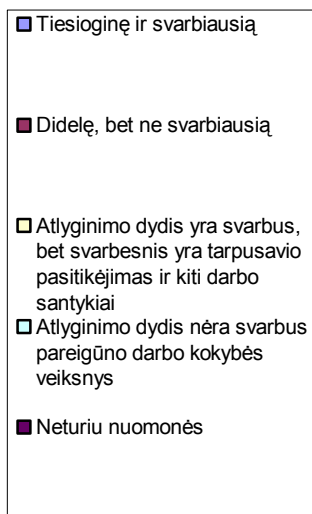 Tiesioginę ir svarbiausią
Didelę, bet ne svarbiausią
Atlyginimo dydis yra svarbus,
bet svarbesnis yra tarpusavio
pasitikėjimas ir kiti darbo
santykiai
Atlyginimo dydis nėra svarbus
pareigūno darbo kokybės
veiksnys
Neturiu nuomonės